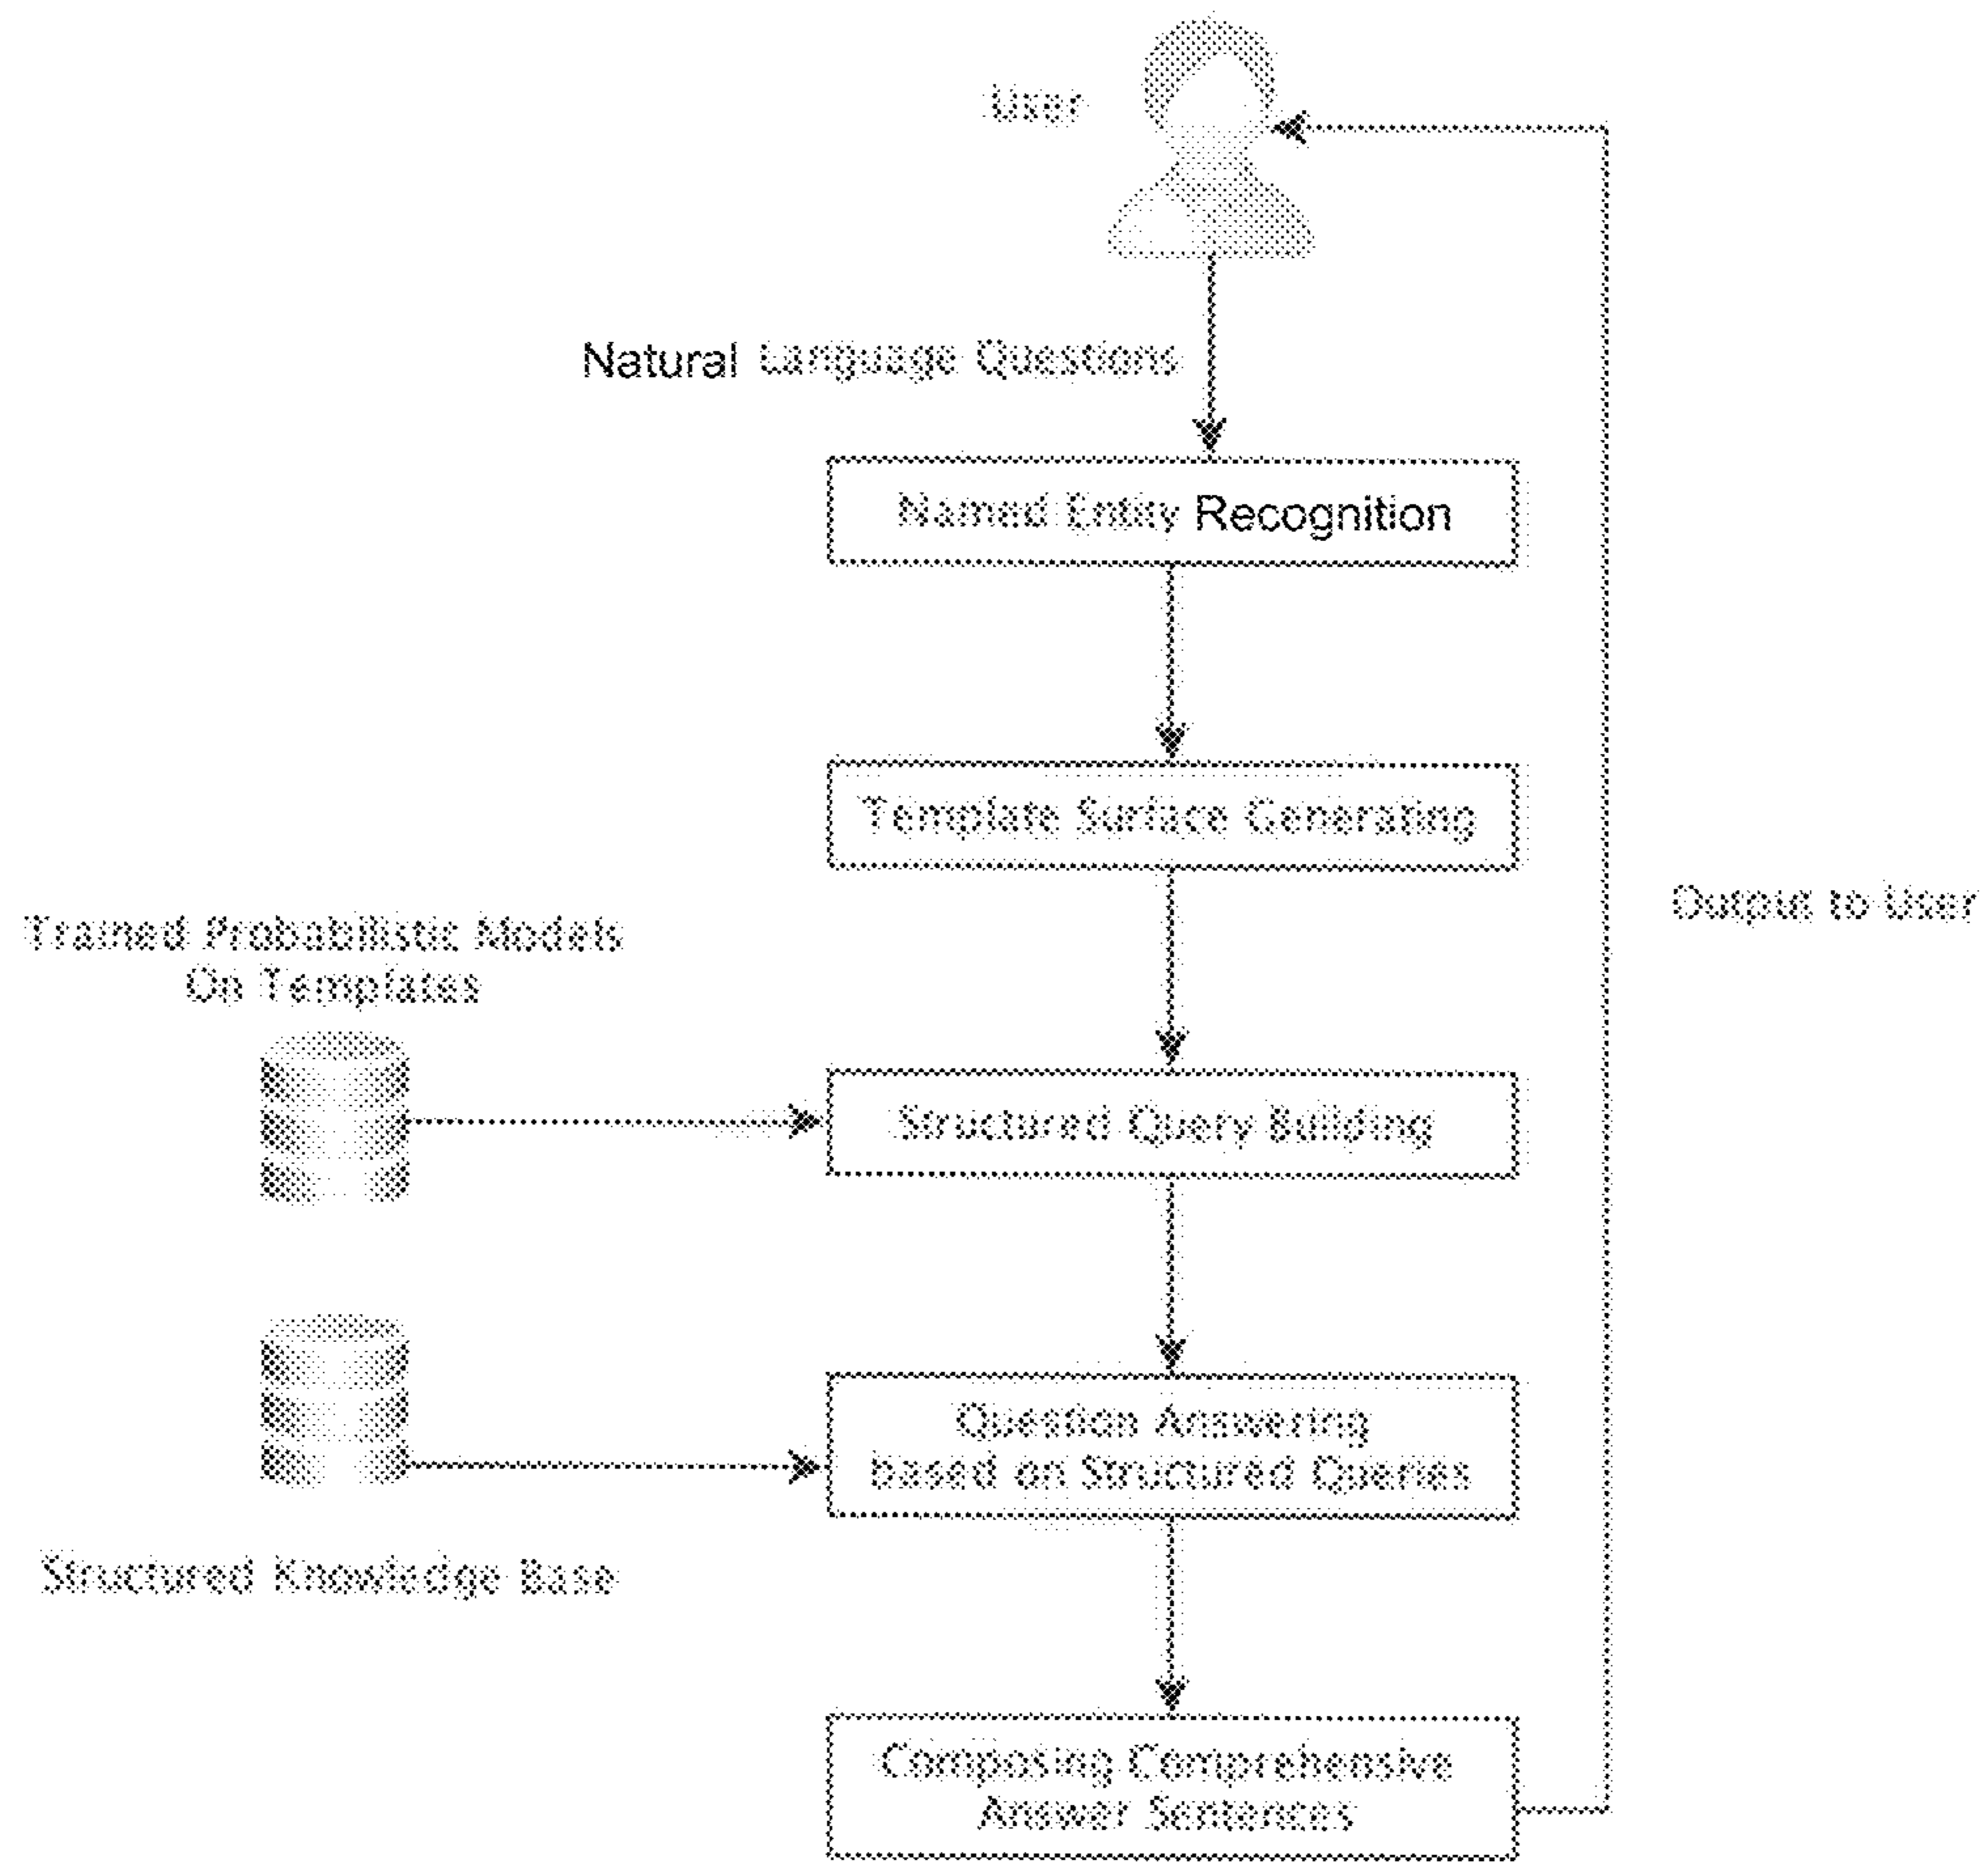 User
Natural Language Questions
Named Entity Recognition
Template Surface Generating
Output to User
Trained Probabilistic Models
On Templates
Structured Query Building
Question Answering
based on Structured Queries
Structured Knowledge Base
Composing Comprehensive
Answer Sentences